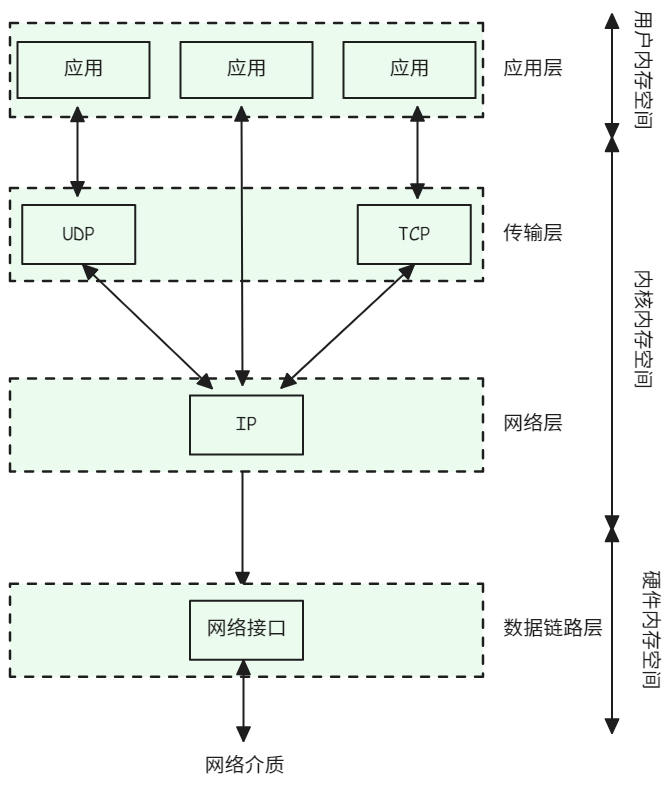 应用
应用
应用
应用层
用户内存空间
UDP
TCP
传输层
内核内存空间
IP
网络层
网络接口
数据链路层
硬件内存空间
网络介质